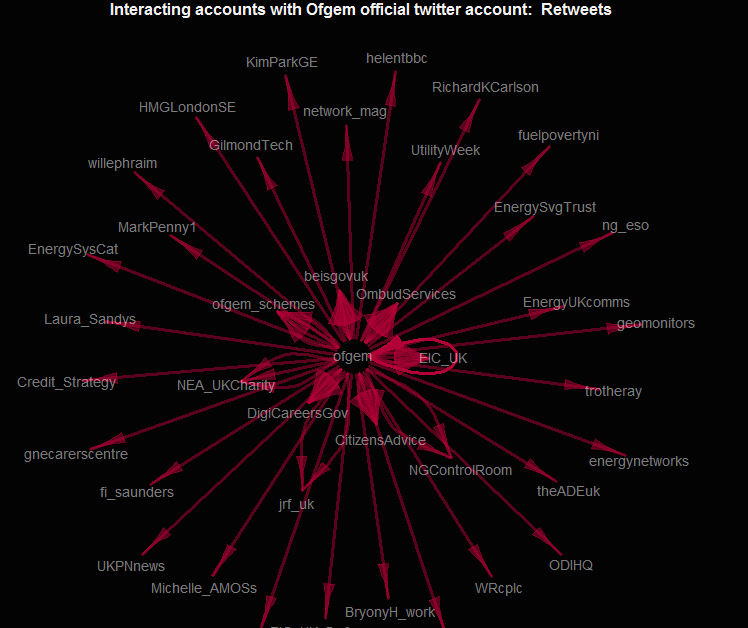 Interacting accounts with Ofgem official twitter account: Retweets
KimParkGE
helentbbc
RichardKCarlson
HMGLondonSE
network_mag
fuelpovertyni
GilmondTech
UtilityWeek
willephraim
EnergySvgTrust
MarkPenny1
ng_eso
EnergySysCat
beisgovuk
OmbudServices
ofgem_schemes
EnergyUKcomms
Laura_Sandys
geomonitors
ofgem
EIC_UK
Credit_Strategy
NEA_UKCharity
trotheray
DigiCareersGov
CitizensAdvice
gnecarerscentre
energynetworks
NGControlRoom
fi_saunders
theADEuk
jrf_uk
UKPNnews
ODIHQ
Michelle_AMOSs
WRcplc
BryonyH_work